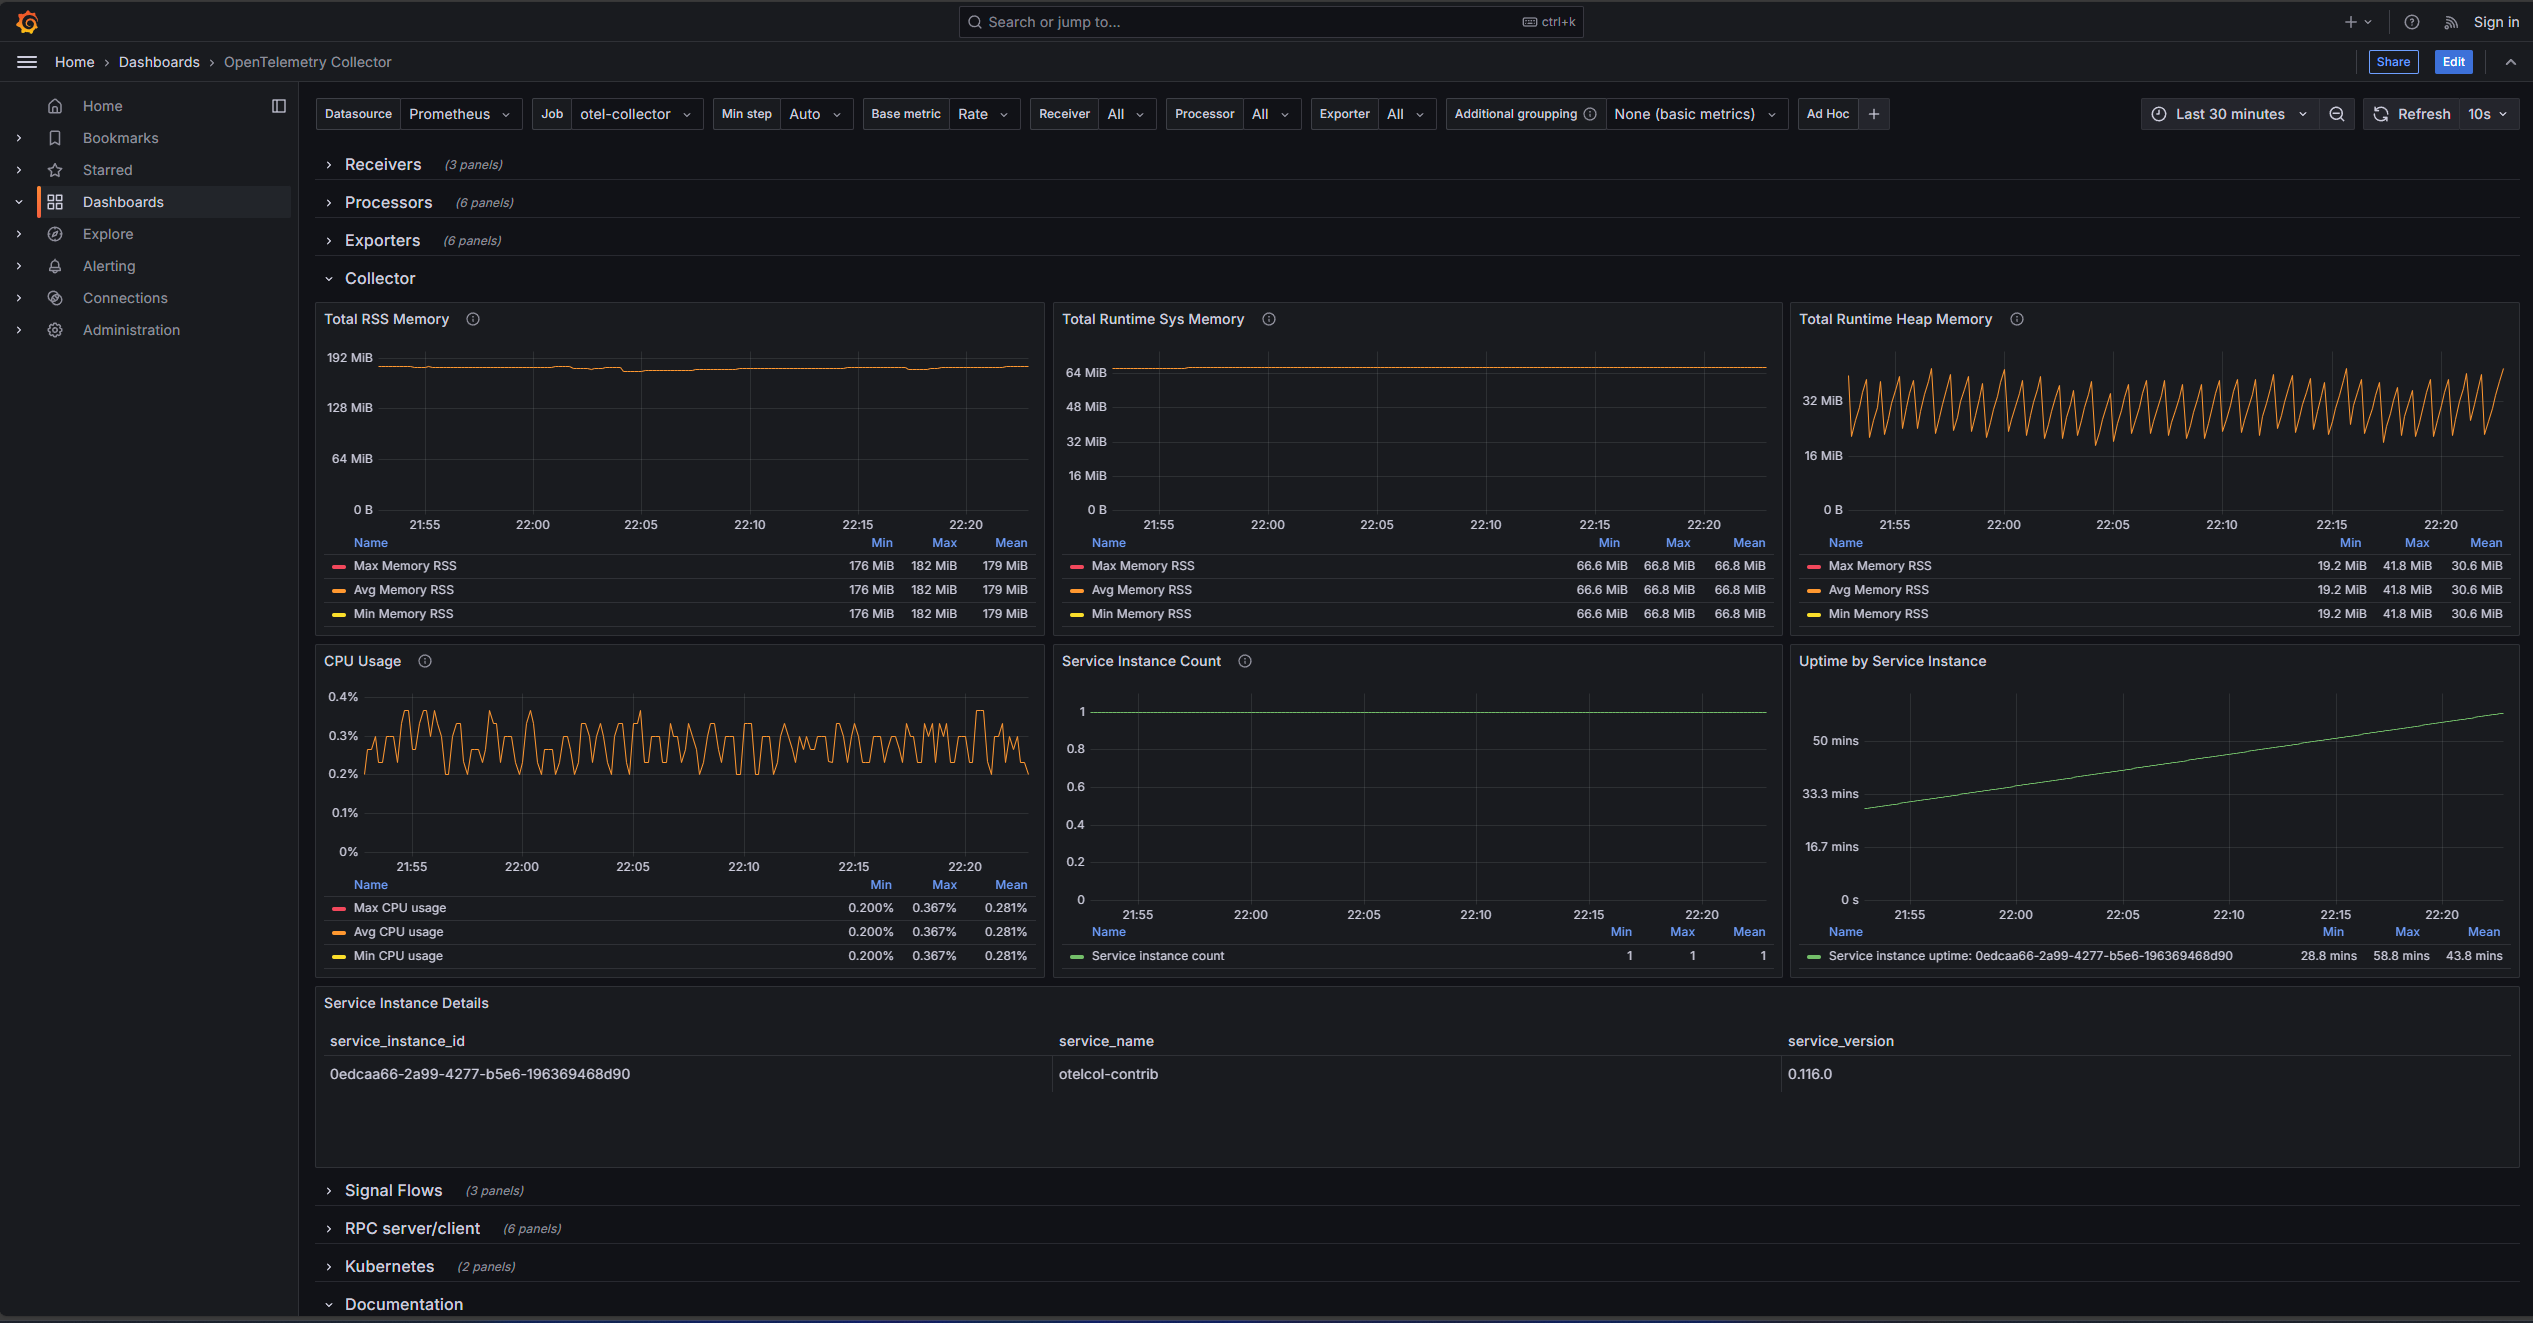 Search or jump to... ctrl+k Sign in
Home › Dashboards › OpenTelemetry Collector Share Edit
Home
Bookmarks
Starred
Dashboards
Explore
Alerting
Connections
Administration
Datasource Prometheus Job otel-collector Min step Auto Base metric Rate Receiver All Processor All Exporter All Additional groupping None (basic metrics) Ad Hoc + Last 30 minutes Refresh 10s
Receivers (3 panels)
Processors (6 panels)
Exporters (6 panels)
Collector
Total RSS Memory
192 MiB
128 MiB
64 MiB
0 B
21:55 22:00 22:05 22:10 22:15 22:20
Name Min Max Mean
Max Memory RSS 176 MiB 182 MiB 179 MiB
Avg Memory RSS 176 MiB 182 MiB 179 MiB
Min Memory RSS 176 MiB 182 MiB 179 MiB
Total Runtime Sys Memory
64 MiB
48 MiB
32 MiB
16 MiB
0 B
21:55 22:00 22:05 22:10 22:15 22:20
Name Min Max Mean
Max Memory RSS 66.6 MiB 66.8 MiB 66.8 MiB
Avg Memory RSS 66.6 MiB 66.8 MiB 66.8 MiB
Min Memory RSS 66.6 MiB 66.8 MiB 66.8 MiB
Total Runtime Heap Memory
32 MiB
16 MiB
0 B
21:55 22:00 22:05 22:10 22:15 22:20
Name Min Max Mean
Max Memory RSS 19.2 MiB 41.8 MiB 30.6 MiB
Avg Memory RSS 19.2 MiB 41.8 MiB 30.6 MiB
Min Memory RSS 19.2 MiB 41.8 MiB 30.6 MiB
CPU Usage
0.4%
0.3%
0.2%
0.1%
0%
21:55 22:00 22:05 22:10 22:15 22:20
Name Min Max Mean
Max CPU usage 0.200% 0.367% 0.281%
Avg CPU usage 0.200% 0.367% 0.281%
Min CPU usage 0.200% 0.367% 0.281%
Service Instance Count
1
0.8
0.6
0.4
0.2
0
21:55 22:00 22:05 22:10 22:15 22:20
Name Min Max Mean
Service instance count 1 1 1
Uptime by Service Instance
50 mins
33.3 mins
16.7 mins
0 s
21:55 22:00 22:05 22:10 22:15 22:20
Name Min Max Mean
Service instance uptime: 0edcaa66-2a99-4277-b5e6-196369468d90 28.8 mins 58.8 mins 43.8 mins
Service Instance Details
service_instance_id service_name service_version
0edcaa66-2a99-4277-b5e6-196369468d90 otelcol-contrib 0.116.0
Signal Flows (3 panels)
RPC server/client (6 panels)
Kubernetes (2 panels)
Documentation